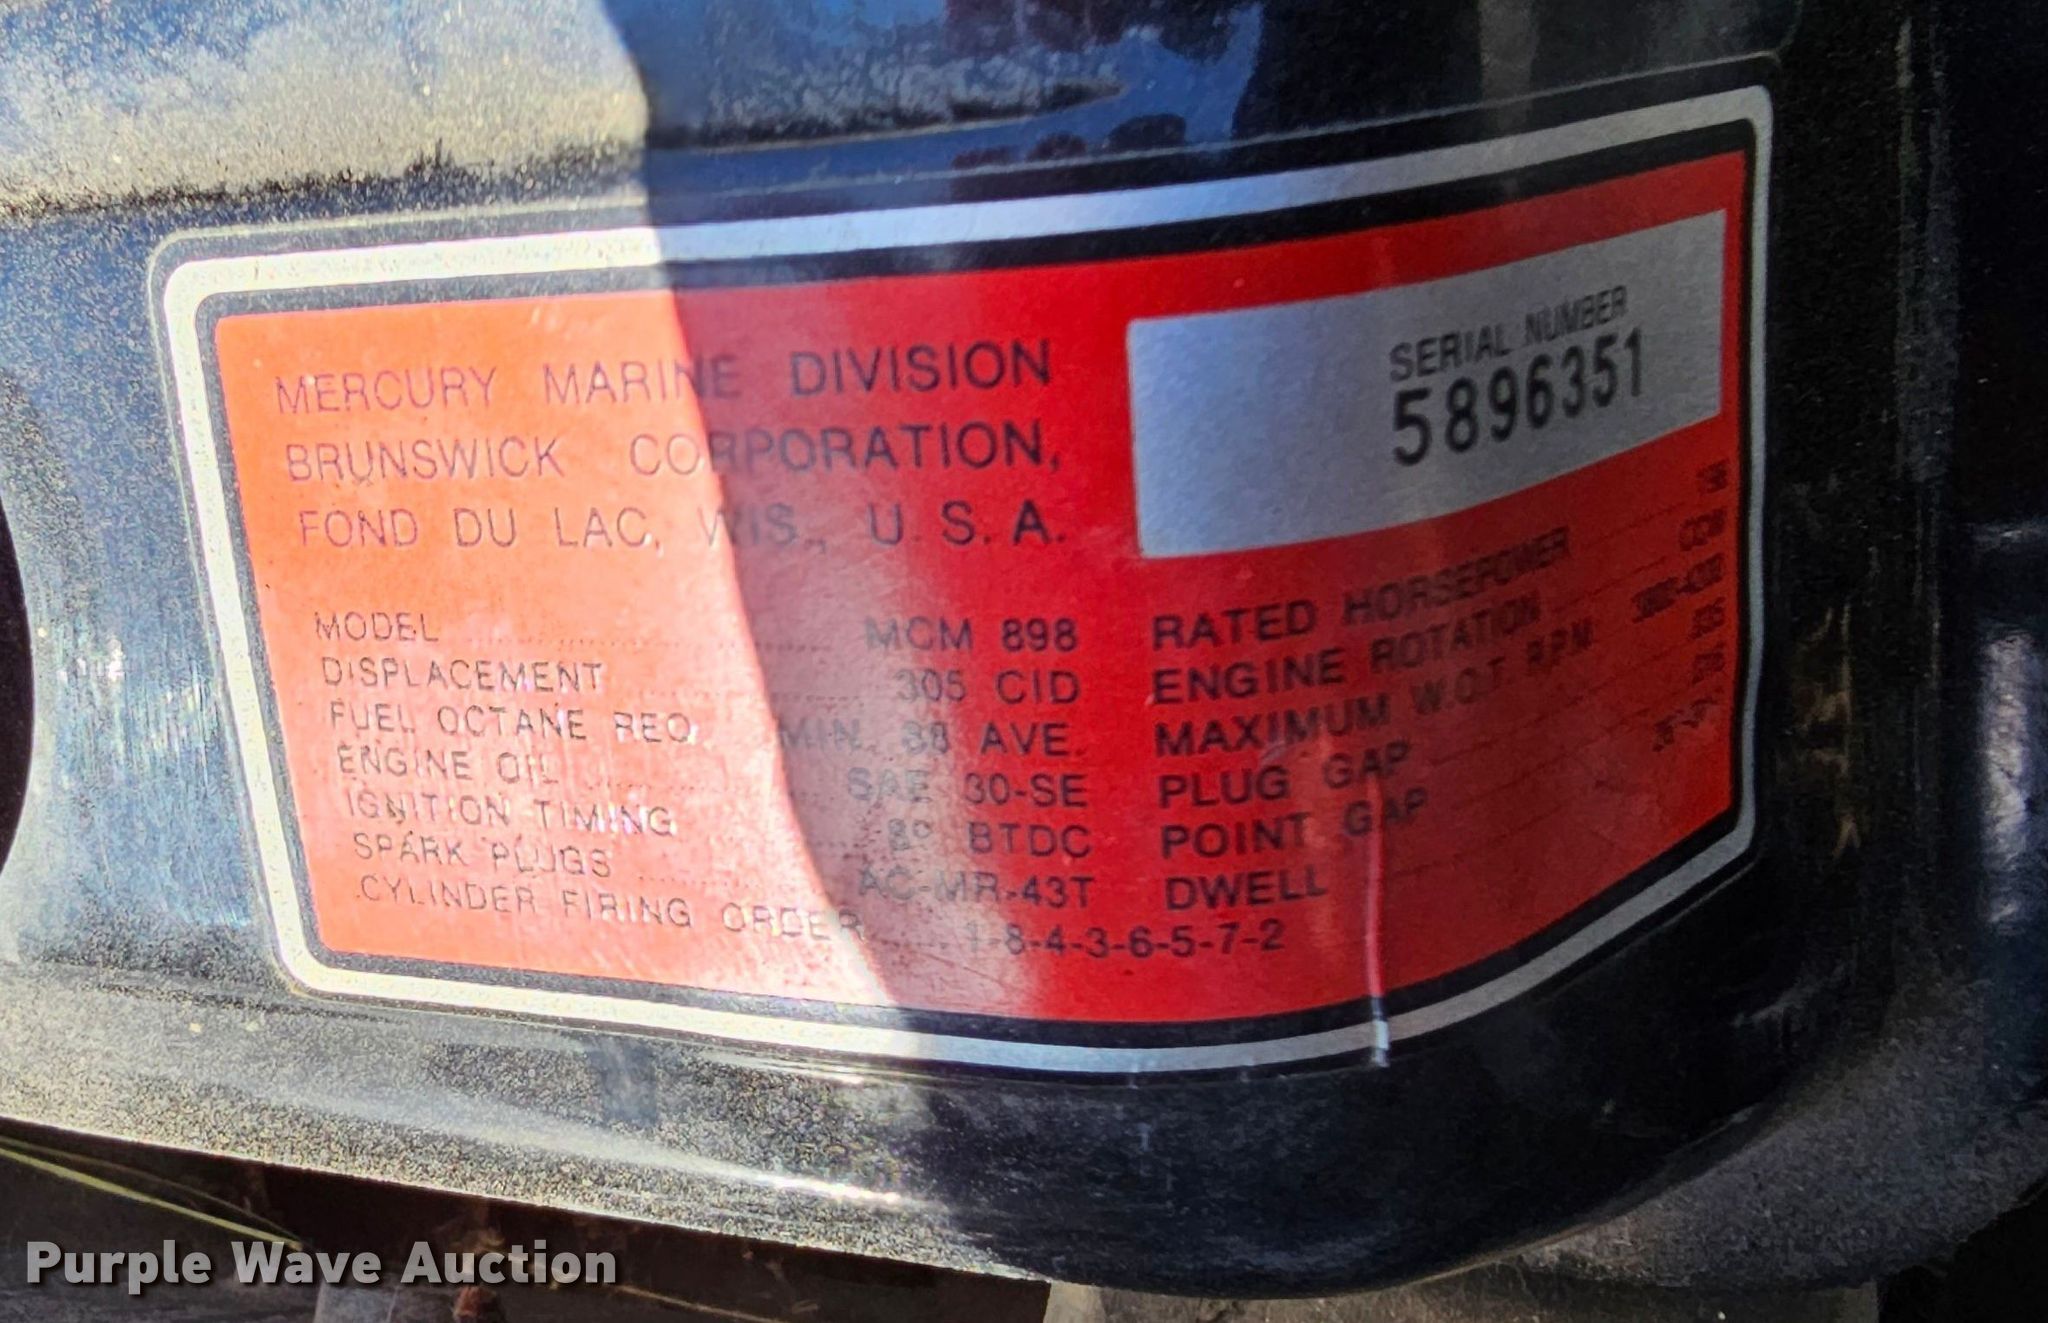 MERCURY MARINE DIVISION
BRUNSWICK CORPORATION,
FOND DU LAC, WIS., U. S. A.
SERIAL NUMBER
5896351
MODEL MCM 898
DISPLACEMENT 305 CID
FUEL OCTANE REQ. MIN. 88 AVE.
ENGINE OIL SAE 30-SE
IGNITION TIMING 8° BTDC
SPARK PLUGS AC-MR-43T
CYLINDER FIRING ORDER 1-8-4-3-6-5-7-2
RATED HORSEPOWER
ENGINE ROTATION CCW
MAXIMUM W.O.T. R.P.M.
PLUG GAP
POINT GAP
DWELL
Purple Wave Auction